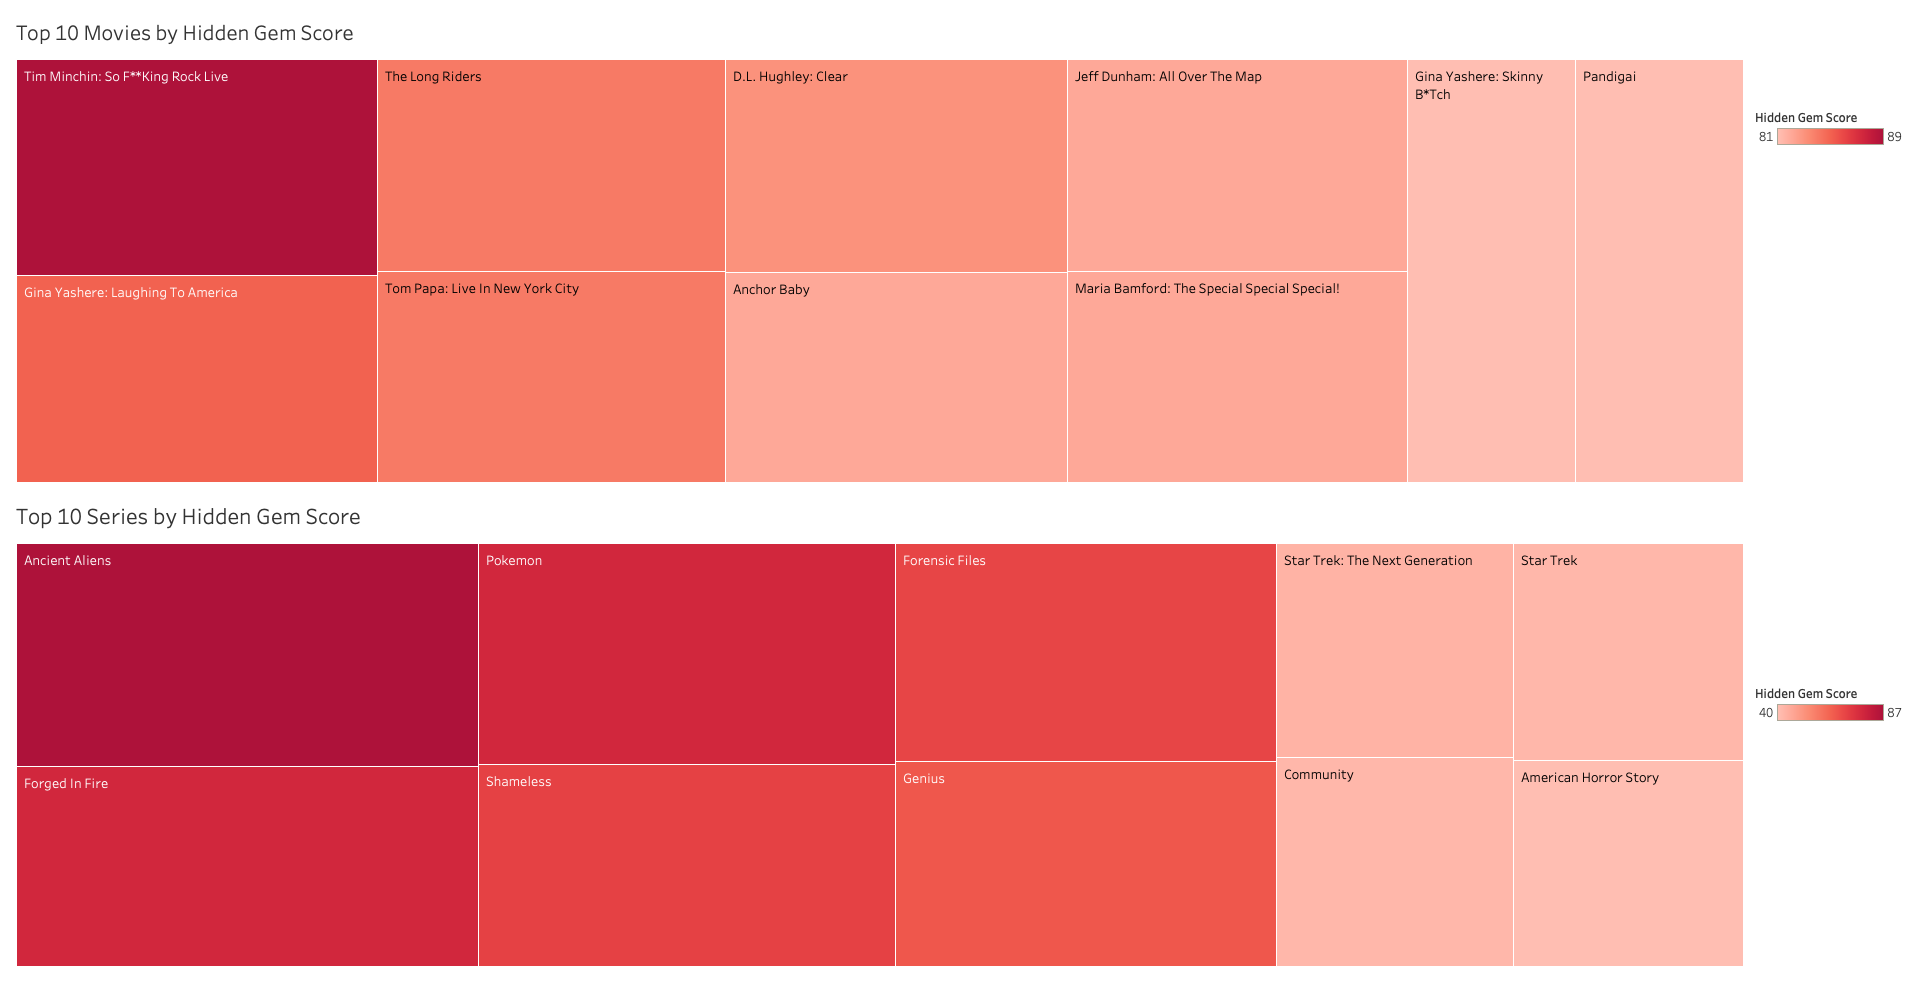 Top 10 Movies by Hidden Gem Score
Tim Minchin: So F**King Rock Live
The Long Riders
D.L. Hughley: Clear
Jeff Dunham: All Over The Map
Gina Yashere: Skinny
B*Tch
Pandigai
Hidden Gem Score
81 89
Gina Yashere: Laughing To America
Tom Papa: Live In New York City
Anchor Baby
Maria Bamford: The Special Special Special!
Top 10 Series by Hidden Gem Score
Ancient Aliens
Pokemon
Forensic Files
Star Trek: The Next Generation
Star Trek
Hidden Gem Score
40 87
Forged In Fire
Shameless
Genius
Community
American Horror Story